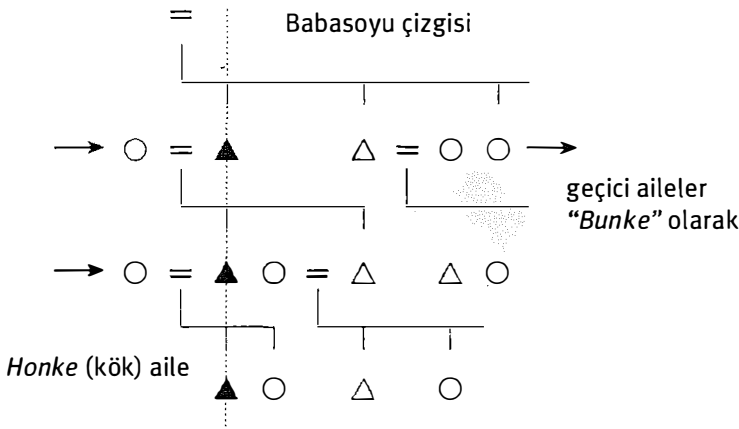 Babasoyu çizgisi
geçici aileler
“Bunke” olarak
Honke (kök) aile